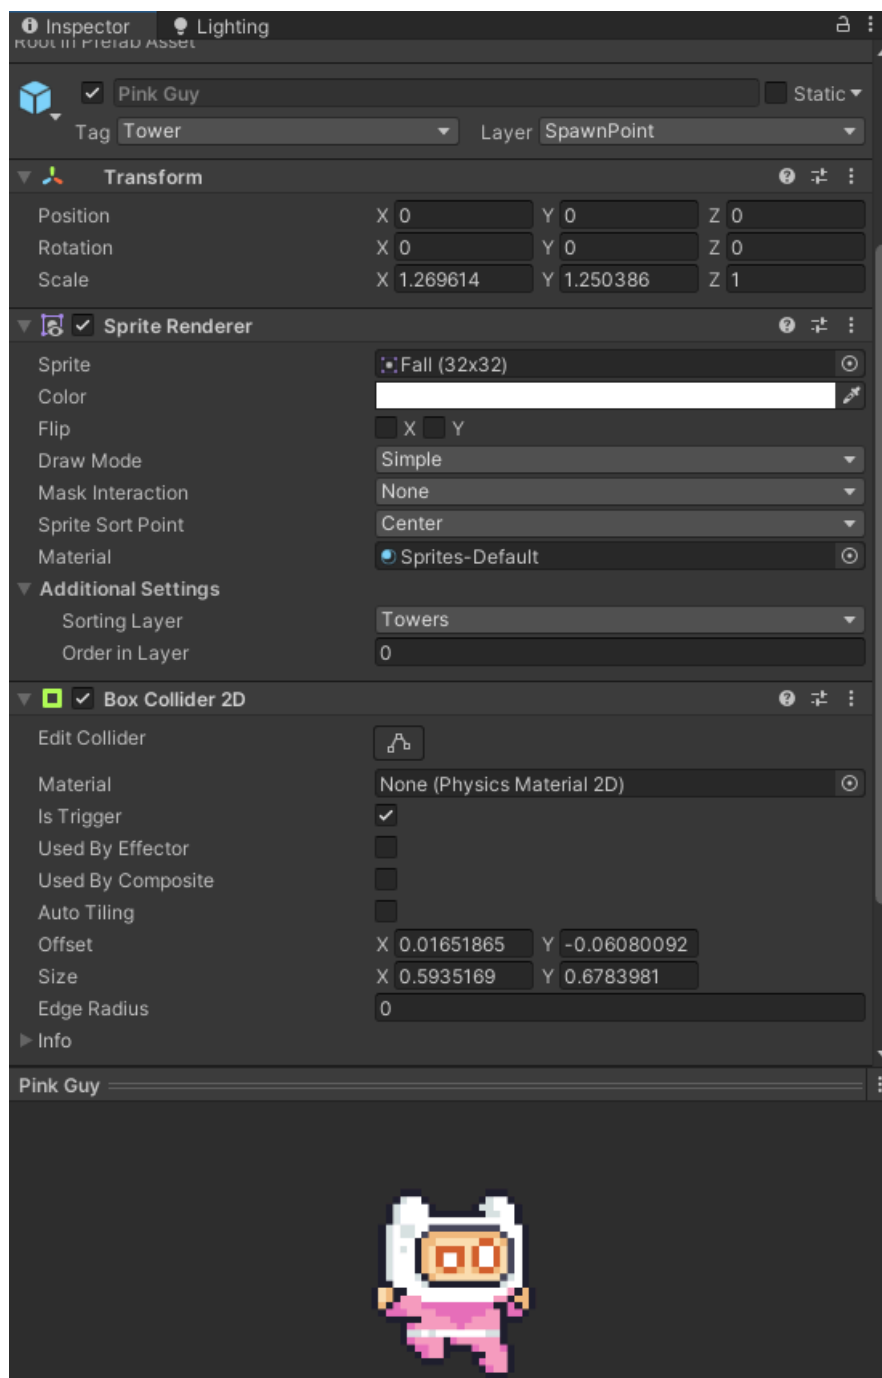 Inspector Lighting
Root in Prefab Asset
Pink Guy Static
Tag Tower Layer SpawnPoint
Transform
Position X 0 Y 0 Z 0
Rotation X 0 Y 0 Z 0
Scale X 1.269614 Y 1.250386 Z 1
Sprite Renderer
Sprite Fall (32x32)
Color
Flip X Y
Draw Mode Simple
Mask Interaction None
Sprite Sort Point Center
Material Sprites-Default
Additional Settings
Sorting Layer Towers
Order in Layer 0
Box Collider 2D
Edit Collider
Material None (Physics Material 2D)
Is Trigger
Used By Effector
Used By Composite
Auto Tiling
Offset X 0.01651865 Y -0.06080092
Size X 0.5935169 Y 0.6783981
Edge Radius 0
Info
Pink Guy